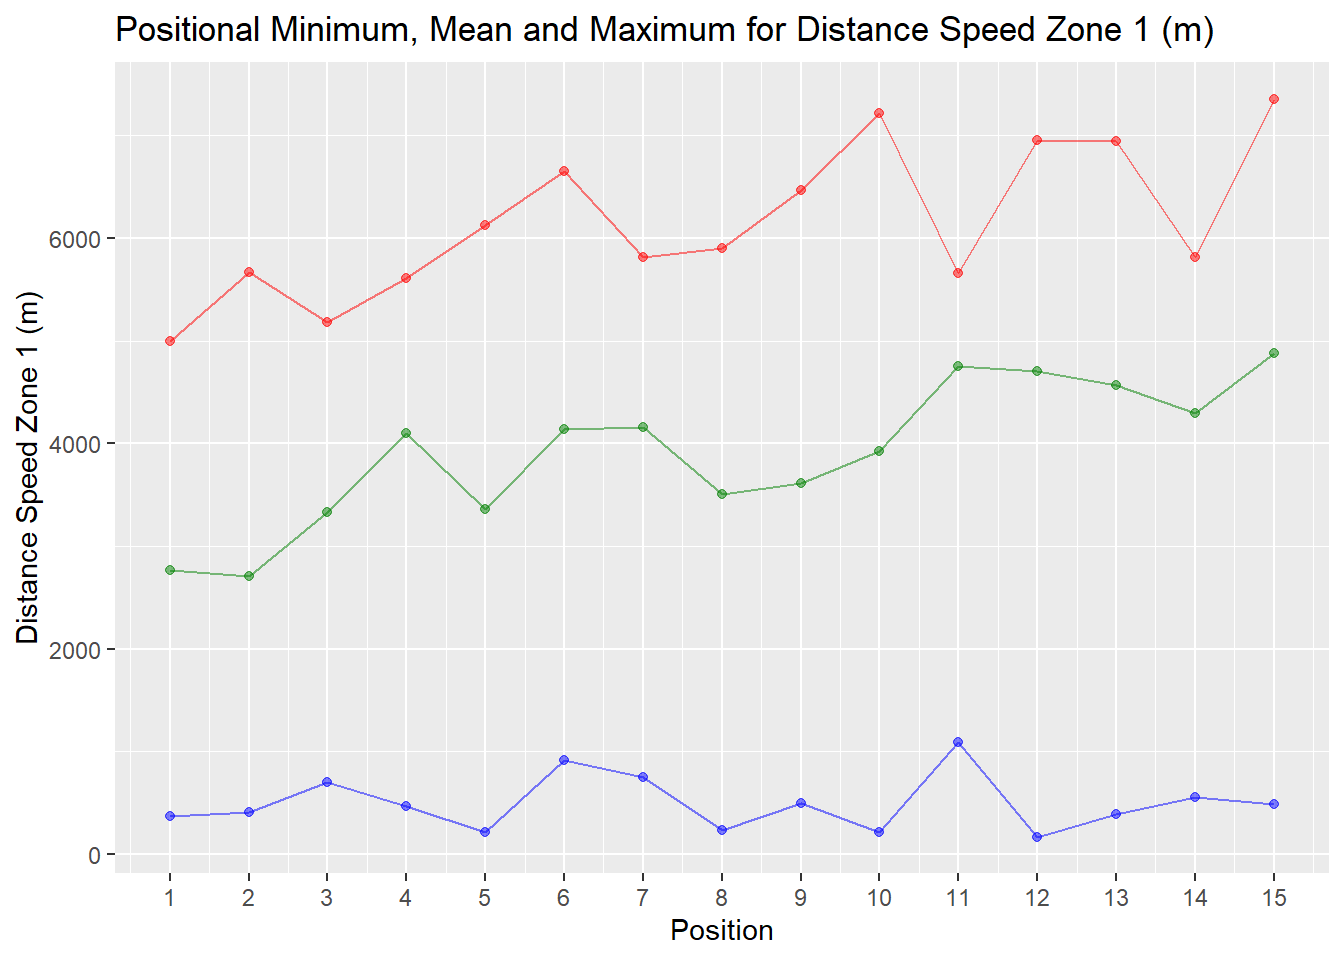 Positional Minimum, Mean and Maximum for Distance Speed Zone 1 (m)
Distance Speed Zone 1 (m)
6000
4000
2000
0
1 2 3 4 5 6 7 8 9 10 11 12 13 14 15
Position